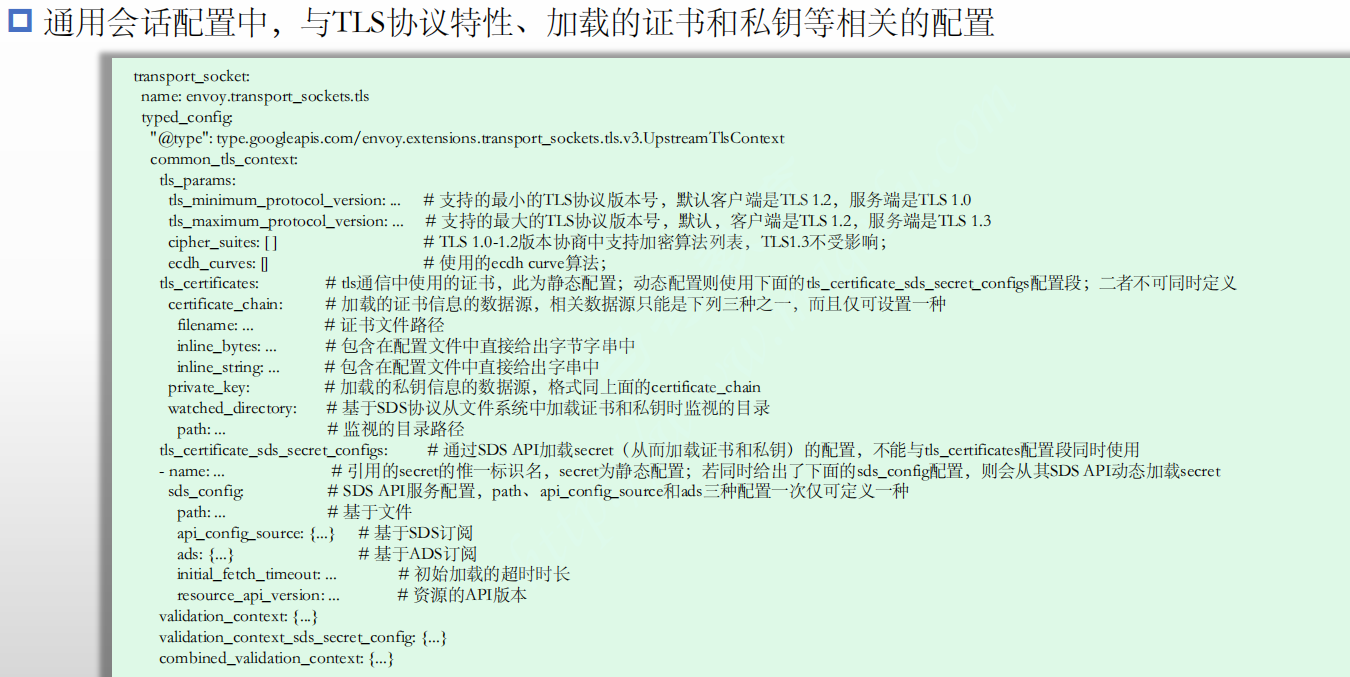 通用会话配置中，与TLS协议特性、加载的证书和私钥等相关的配置
transport_socket:
name: envoy.transport_sockets.tls
typed_config:
"@type": type.googleapis.com/envoy.extensions.transport_sockets.tls.v3.UpstreamTlsContext
common_tls_context:
tls_params:
tls_minimum_protocol_version: ... # 支持的最小的TLS协议版本号，默认客户端是TLS 1.2，服务端是TLS 1.0
tls_maximum_protocol_version: ... # 支持的最大的TLS协议版本号，默认，客户端是TLS 1.2，服务端是TLS 1.3
cipher_suites: [ ] # TLS 1.0-1.2版本协商中支持加密算法列表，TLS1.3不受影响；
ecdh_curves: [] # 使用的ecdh curve算法；
tls_certificates: # tls通信中使用的证书，此为静态配置；动态配置则使用下面的tls_certificate_sds_secret_configs配置段；二者不可同时定义
certificate_chain: # 加载的证书信息的数据源，相关数据源只能是下列三种之一，而且仅可设置一种
filename: ... # 证书文件路径
inline_bytes: ... # 包含在配置文件中直接给出字节字串中
inline_string: ... # 包含在配置文件中直接给出字串中
private_key: # 加载的私钥信息的数据源，格式同上面的certificate_chain
watched_directory: # 基于SDS协议从文件系统中加载证书和私钥时监视的目录
path: ... # 监视的目录路径
tls_certificate_sds_secret_configs: # 通过SDS API加载secret（从而加载证书和私钥）的配置，不能与tls_certificates配置段同时使用
- name: ... # 引用的secret的惟一标识名，secret为静态配置；若同时给出了下面的sds_config配置，则会从其SDS API动态加载secret
sds_config: # SDS API服务配置，path、api_config_source和ads三种配置一次仅可定义一种
path: ... # 基于文件
api_config_source: {...} # 基于SDS订阅
ads: {...} # 基于ADS订阅
initial_fetch_timeout: ... # 初始加载的超时时长
resource_api_version: ... # 资源的API版本
validation_context: {...}
validation_context_sds_secret_config: {...}
combined_validation_context: {...}